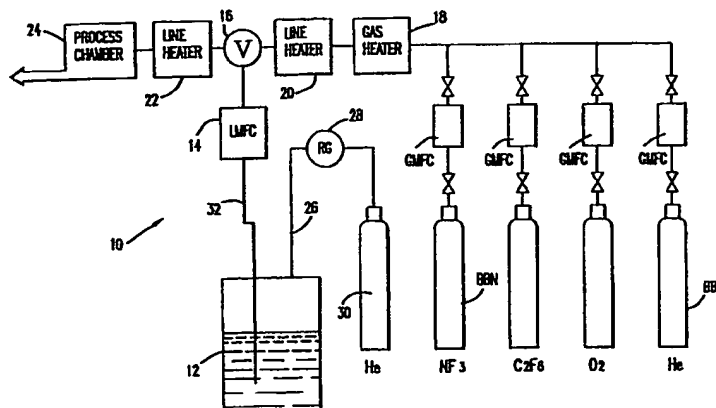 24
PROCESS
CHAMBER
LINE
HEATER
22
16
V
LINE
HEATER
20
GAS
HEATER
18
14
LMFC
28
RG
GMFC
GMFC
GMFC
GMFC
32
26
10
30
BBN
BB
12
He
NF3
C2F6
O2
He